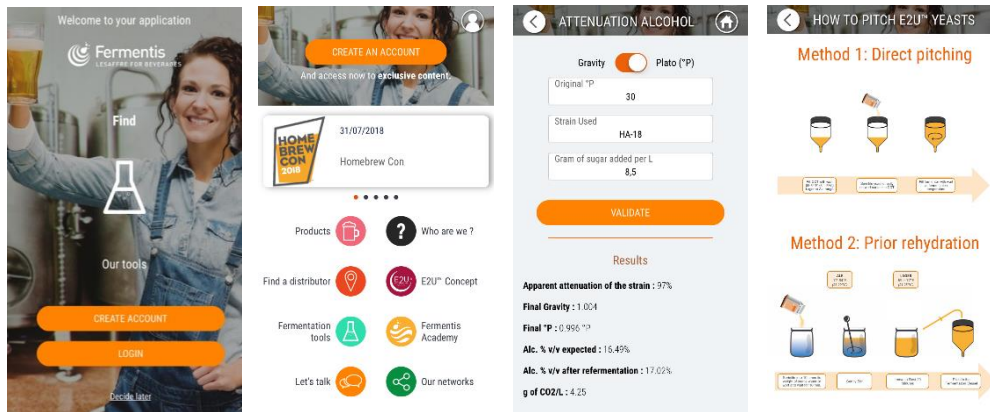 Welcome to your application
Fermentis
LESAFFRE FOR BEVERAGES
Find
Our tools
CREATE ACCOUNT
LOGIN
Decide later
CREATE AN ACCOUNT
And access now to exclusive content.
HOME
BREW
CON
2018
31/07/2018
Homebrew Con
Products
?
Who are we ?
Find a distributor
E2U™
E2U™ Concept
Fermentation
tools
Fermentis
Academy
Let's talk
Our networks
ATTENUATION ALCOHOL
Gravity
Plato (°P)
Original °P
30
Strain Used
HA-18
Gram of sugar added per L
8,5
VALIDATE
Results
Apparent attenuation of the strain : 97%
Final Gravity : 1.004
Final °P : 0.996 °P
Alc. % v/v expected : 16.49%
Alc. % v/v after refermentation : 17.02%
g of CO2/L : 4.25
HOW TO PITCH E2U™ YEASTS
Method 1: Direct pitching
Method 2: Prior rehydration
ALE
LAGER